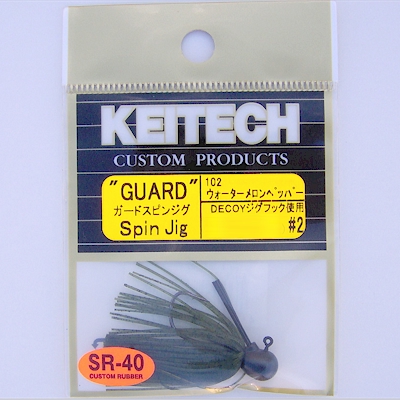 KEITECH
CUSTOM PRODUCTS
"GUARD"
ガードスピンジグ
Spin Jig
102
ウォーターメロンペッパー
DECOYジグフック使用
#2
SR-40
CUSTOM RUBBER